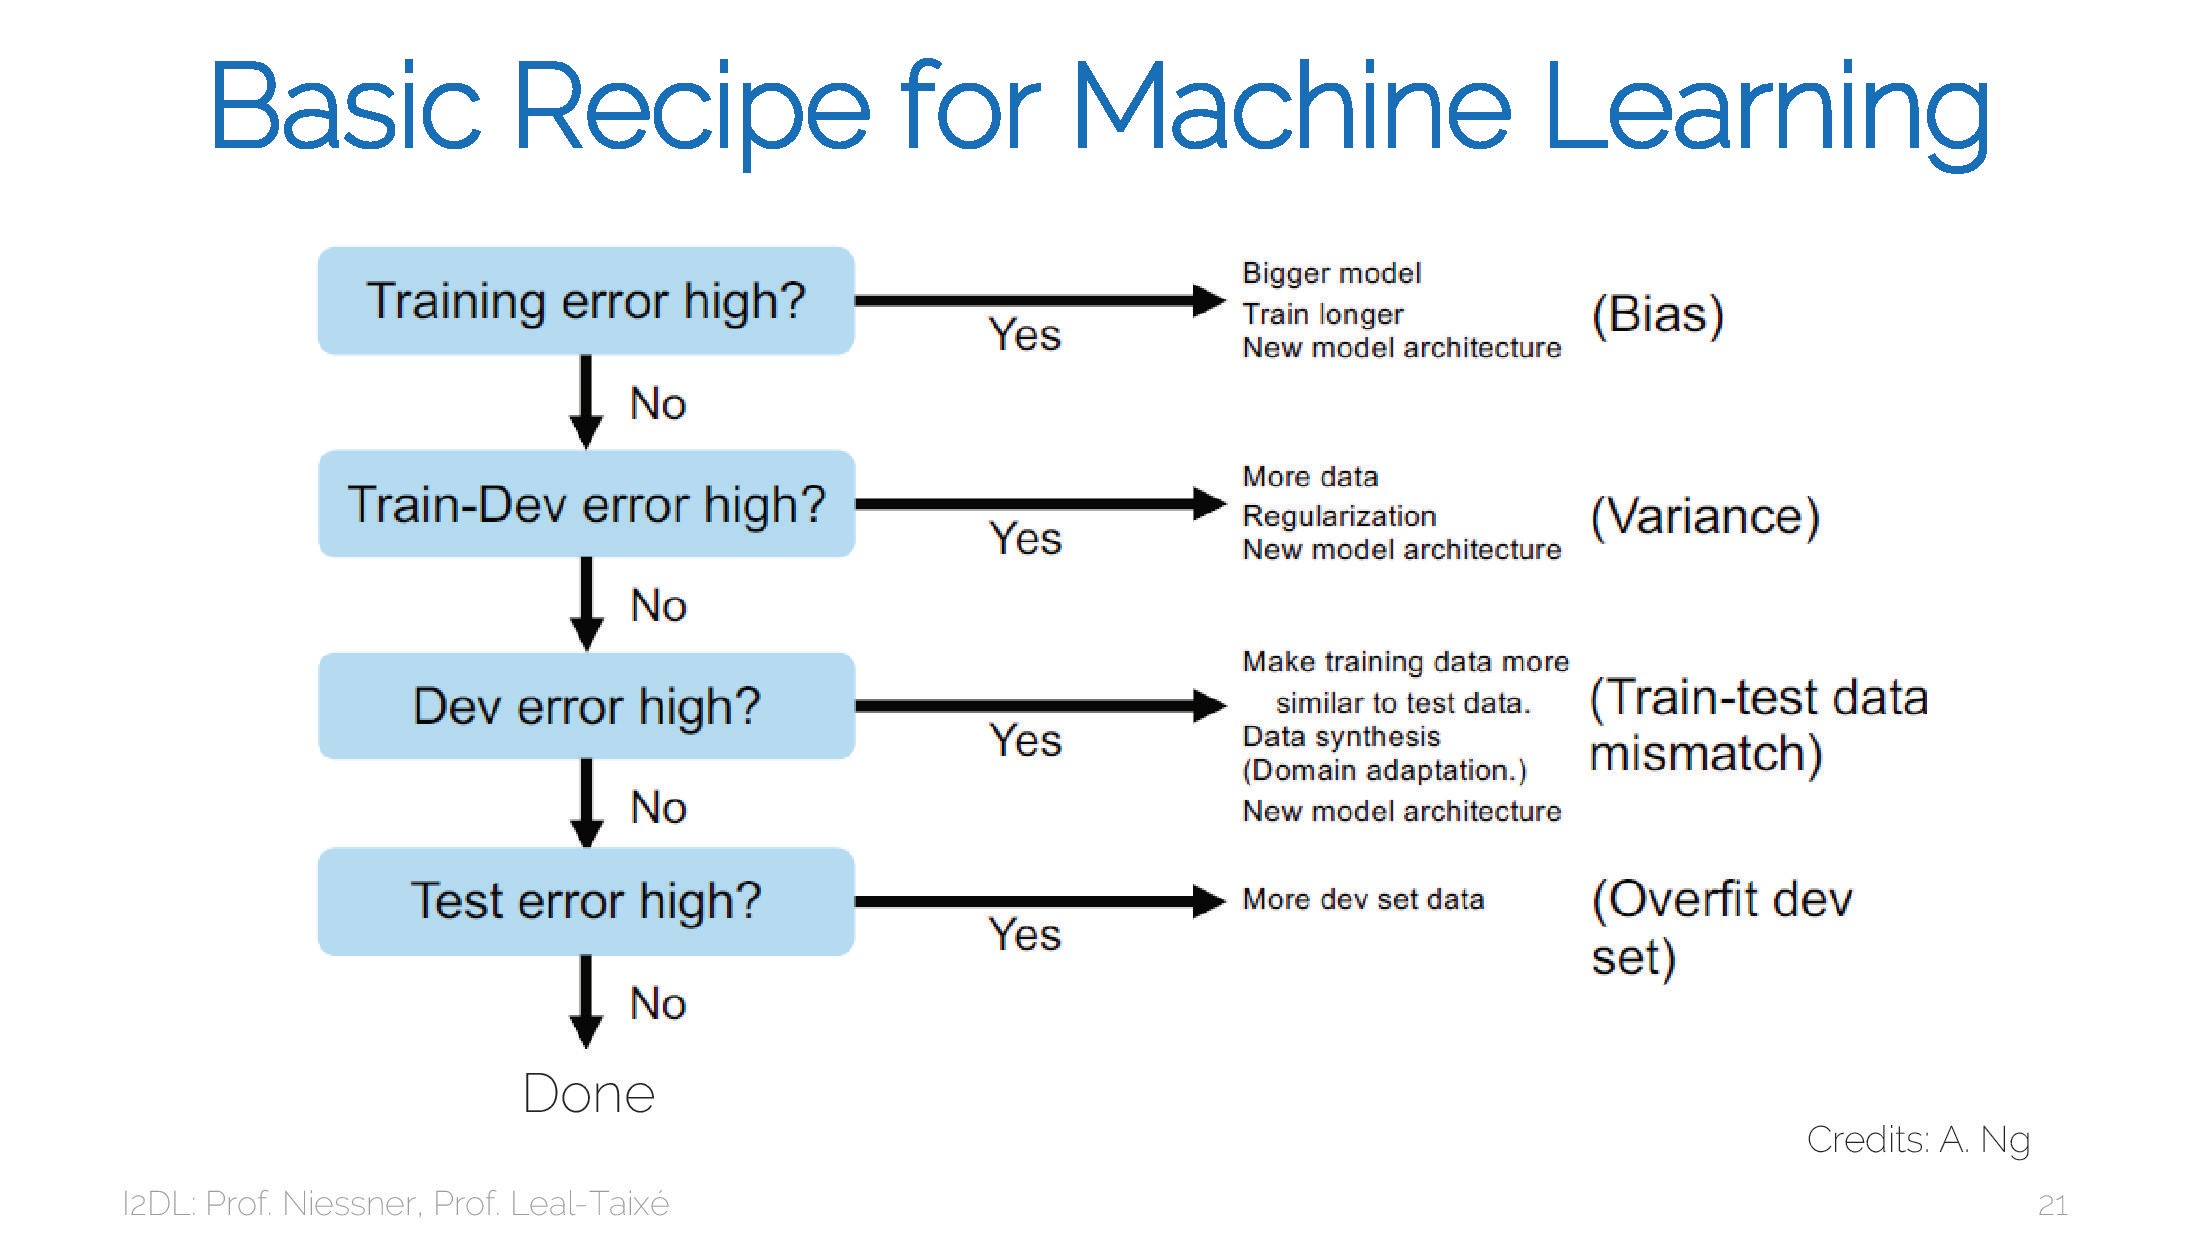 Basic Recipe for Machine Learning
Training error high?
Yes
Bigger model
Train longer
New model architecture
(Bias)
No
Train-Dev error high?
Yes
More data
Regularization
New model architecture
(Variance)
No
Dev error high?
Yes
Make training data more
similar to test data.
Data synthesis
(Domain adaptation.)
New model architecture
(Train-test data
mismatch)
No
Test error high?
Yes
More dev set data
(Overfit dev
set)
No
Done
Credits: A. Ng
I2DL: Prof. Niessner, Prof. Leal-Taixé
21